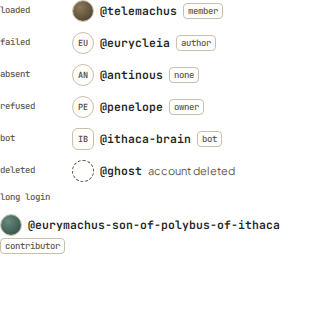 loaded @telemachus member
failed EU @eurycleia author
absent AN @antinous none
refused PE @penelope owner
bot IB @ithaca-brain bot
deleted @ghost account deleted
long login
@eurymachus-son-of-polybus-of-ithaca
contributor